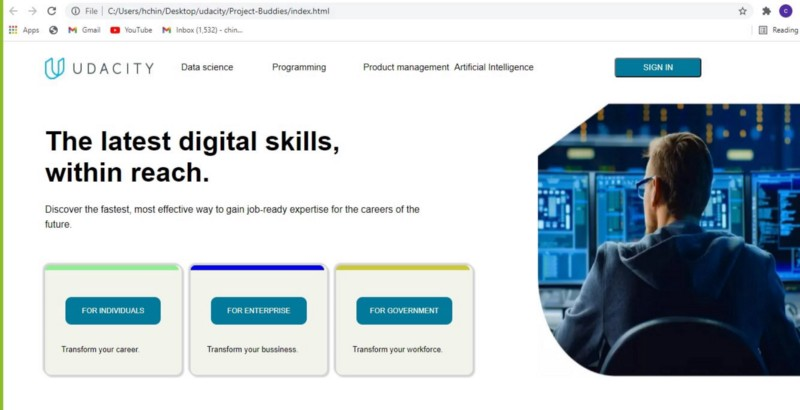 File | C:/Users/hchin/Desktop/udacity/Project-Buddies/index.html
Apps Gmail YouTube Inbox (1,532) - chin... Reading
UDACITY Data science Programming Product management Artificial Intelligence SIGN IN
The latest digital skills,
within reach.
Discover the fastest, most effective way to gain job-ready expertise for the careers of the
future.
FOR INDIVIDUALS FOR ENTERPRISE FOR GOVERNMENT
Transform your career. Transform your bussiness. Transform your workforce.